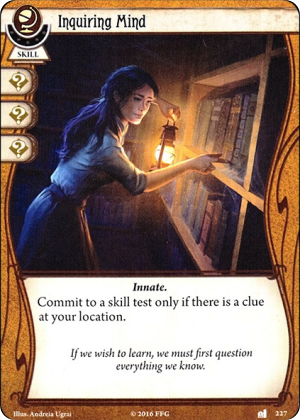 Inquiring Mind
SKILL
?
?
?
Innate.
Commit to a skill test only if there is a clue
at your location.
If we wish to learn, we must first question
everything we know.
Illus. Andreia Ugrai
© 2016 FFG
227